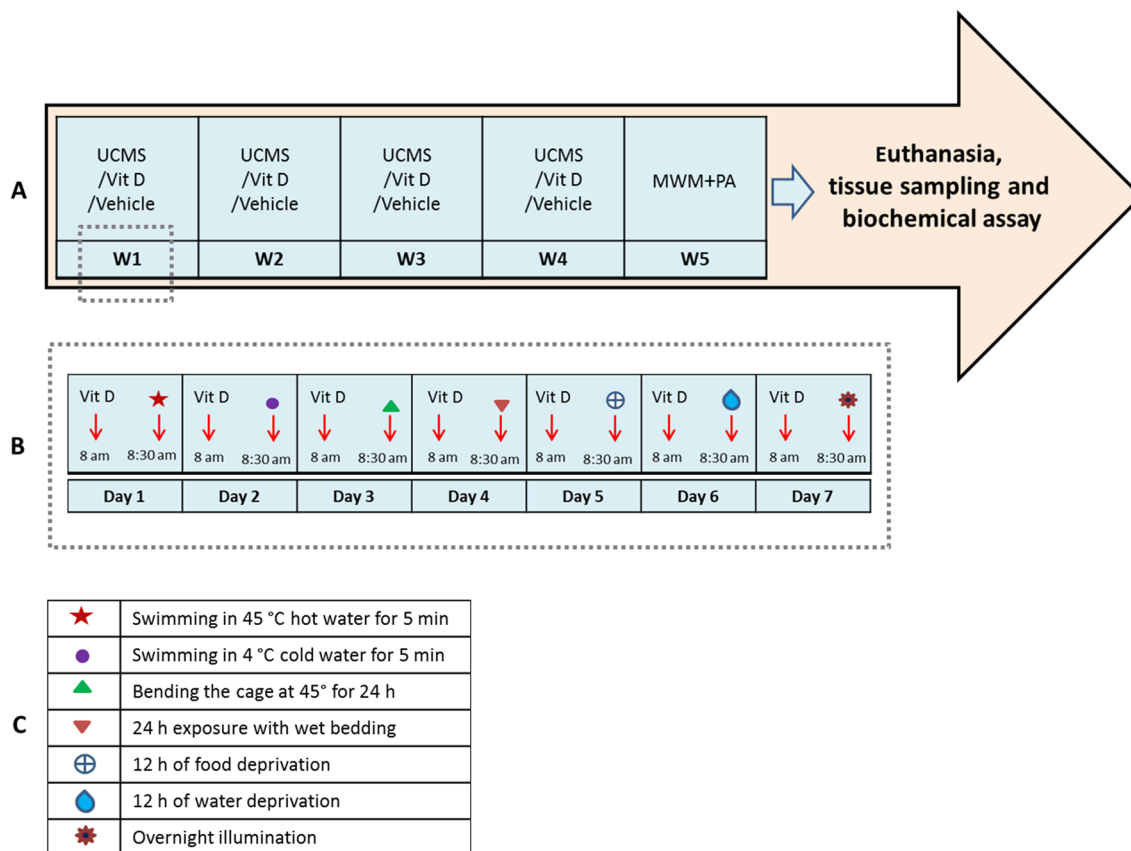 A
UCMS
/Vit D
/Vehicle
UCMS
/Vit D
/Vehicle
UCMS
/Vit D
/Vehicle
UCMS
/Vit D
/Vehicle
MWM+PA
W1
W2
W3
W4
W5
Euthanasia,
tissue sampling and
biochemical assay
B
Vit D
8 am
8:30 am
Day 1
Vit D
8 am
8:30 am
Day 2
Vit D
8 am
8:30 am
Day 3
Vit D
8 am
8:30 am
Day 4
Vit D
8 am
8:30 am
Day 5
Vit D
8 am
8:30 am
Day 6
Vit D
8 am
8:30 am
Day 7
C
Swimming in 45 °C hot water for 5 min
Swimming in 4 °C cold water for 5 min
Bending the cage at 45° for 24 h
24 h exposure with wet bedding
12 h of food deprivation
12 h of water deprivation
Overnight illumination